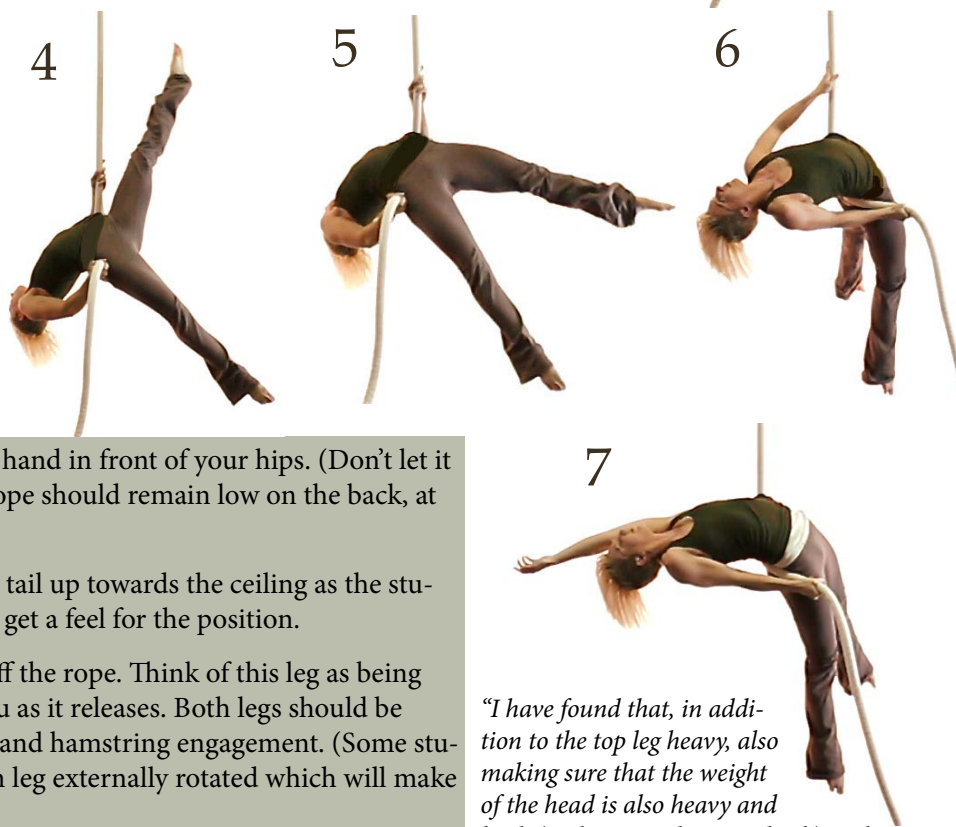 4
5
6
hand in front of your hips. (Don’t let it
ope should remain low on the back, at
tail up towards the ceiling as the stu-
get a feel for the position.
ff the rope. Think of this leg as being
u as it releases. Both legs should be
and hamstring engagement. (Some stu-
leg externally rotated which will make
7
“I have found that, in addi-
tion to the top leg heavy, also
making sure that the weight
of the head is also heavy and